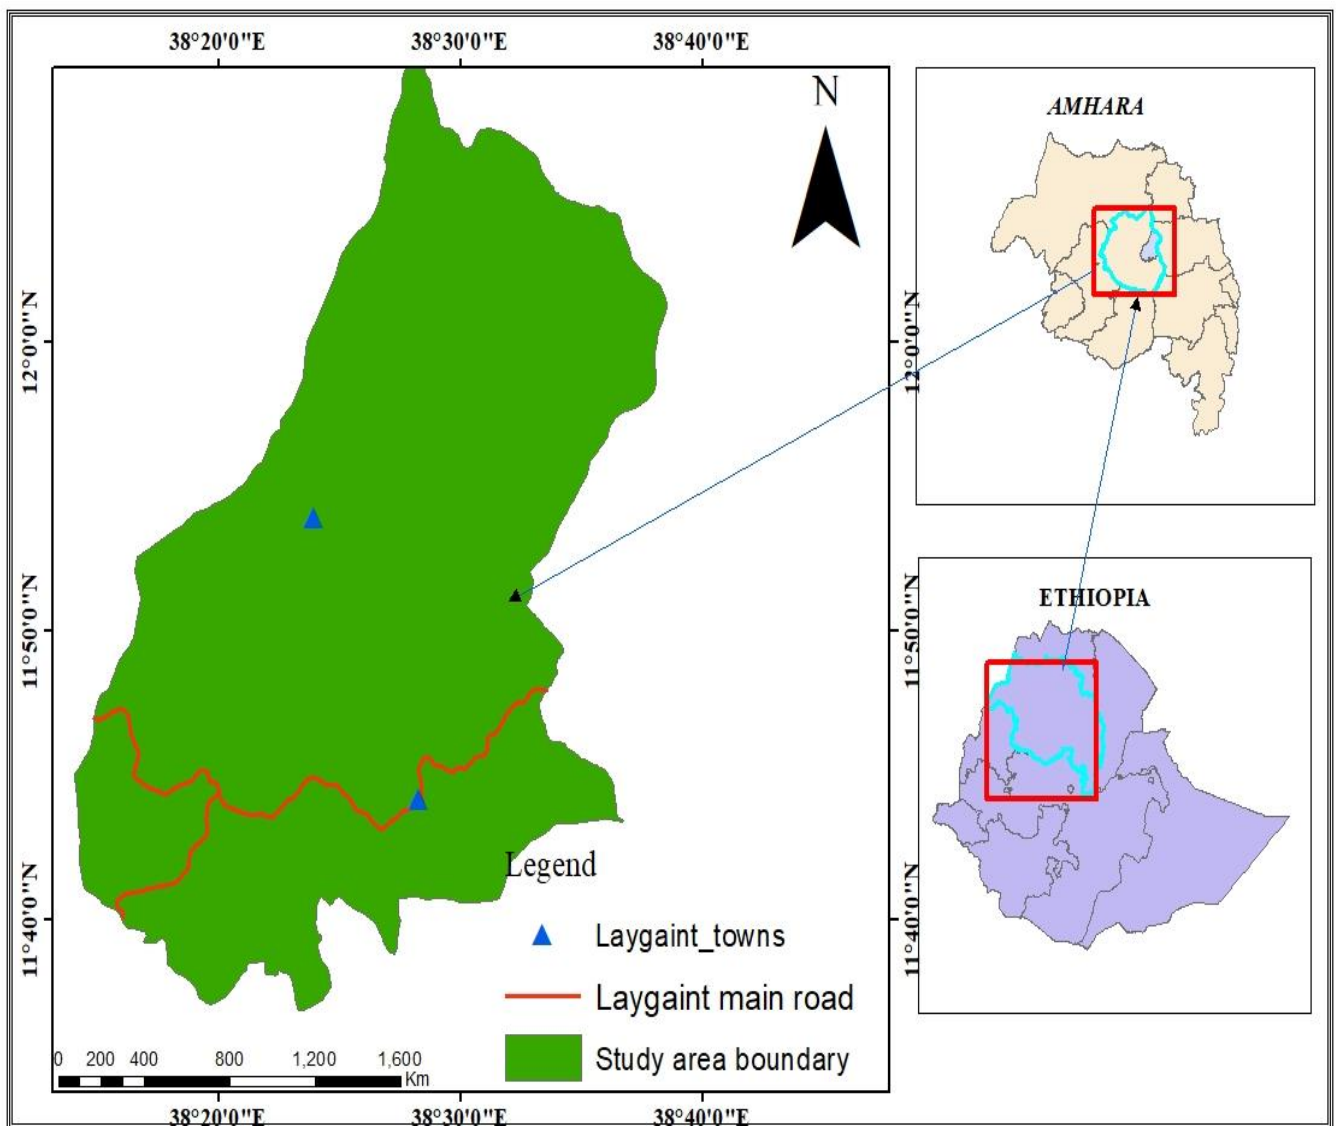 38°20'0"E 38°30'0"E 38°40'0"E
N
AMHARA
12°0'0"N
12°0'0"N
11°50'0"N
11°50'0"N
ETHIOPIA
11°40'0"N
11°40'0"N
Legend
Laygaint_towns
Laygaint main road
Study area boundary
0 200 400 800 1,200 1,600
Km
38°20'0"E 38°30'0"E 38°40'0"E